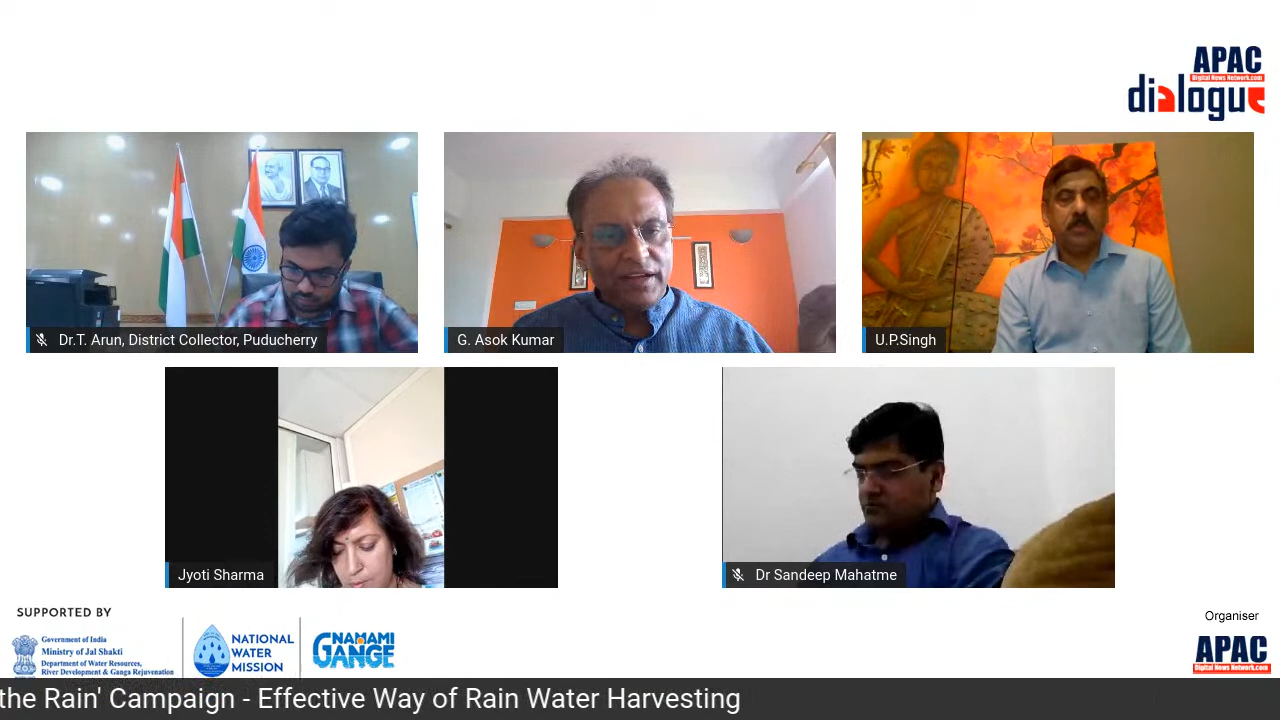 APAC
Digital News Network.com
dialogue
Dr.T. Arun, District Collector, Puducherry
G. Asok Kumar
U.P.Singh
Jyoti Sharma
Dr Sandeep Mahatme
SUPPORTED BY
Government of India
Ministry of Jal Shakti
Department of Water Resources,
River Development & Ganga Rejuvenation
NATIONAL
WATER
MISSION
NAMAMI
GANGE
Organiser
APAC
Digital News Network.com
the Rain' Campaign - Effective Way of Rain Water Harvesting